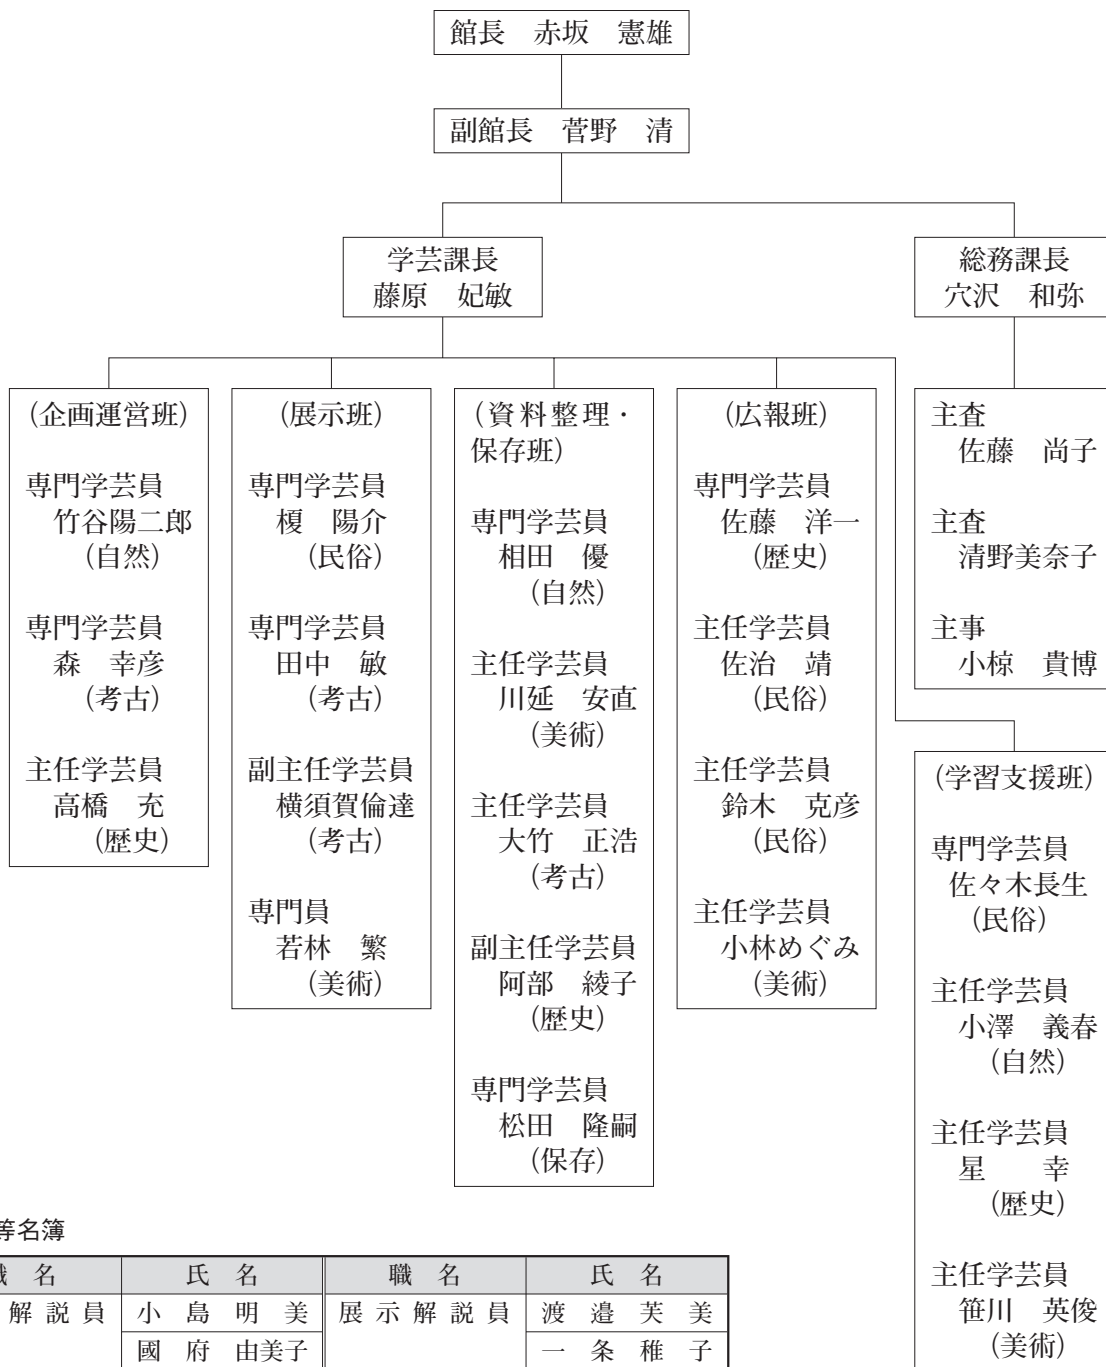 館長　赤坂　憲雄
副館長　菅野　清
学芸課長
藤原　妃敏
総務課長
穴沢　和弥
（企画運営班）
専門学芸員
竹谷陽二郎
（自然）
専門学芸員
森　幸彦
（考古）
主任学芸員
高橋　充
（歴史）
（展示班）
専門学芸員
榎　陽介
（民俗）
専門学芸員
田中　敏
（考古）
副主任学芸員
横須賀倫達
（考古）
専門員
若林　繁
（美術）
（資料整理・
保存班）
専門学芸員
相田　優
（自然）
主任学芸員
川延　安直
（美術）
主任学芸員
大竹　正浩
（考古）
副主任学芸員
阿部　綾子
（歴史）
専門学芸員
松田　隆嗣
（保存）
（広報班）
専門学芸員
佐藤　洋一
（歴史）
主任学芸員
佐治　靖
（民俗）
主任学芸員
鈴木　克彦
（民俗）
主任学芸員
小林めぐみ
（美術）
主査
佐藤　尚子
主査
清野美奈子
主事
小椋　貴博
（学習支援班）
専門学芸員
佐々木長生
（民俗）
主任学芸員
小澤　義春
（自然）
主任学芸員
星　　幸
（歴史）
主任学芸員
笹川　英俊
（美術）
等名簿
名　氏　名　職　名　氏　名
解説員　小島明美　展示解説員　渡邉芙美
國府由美子　一条稚子